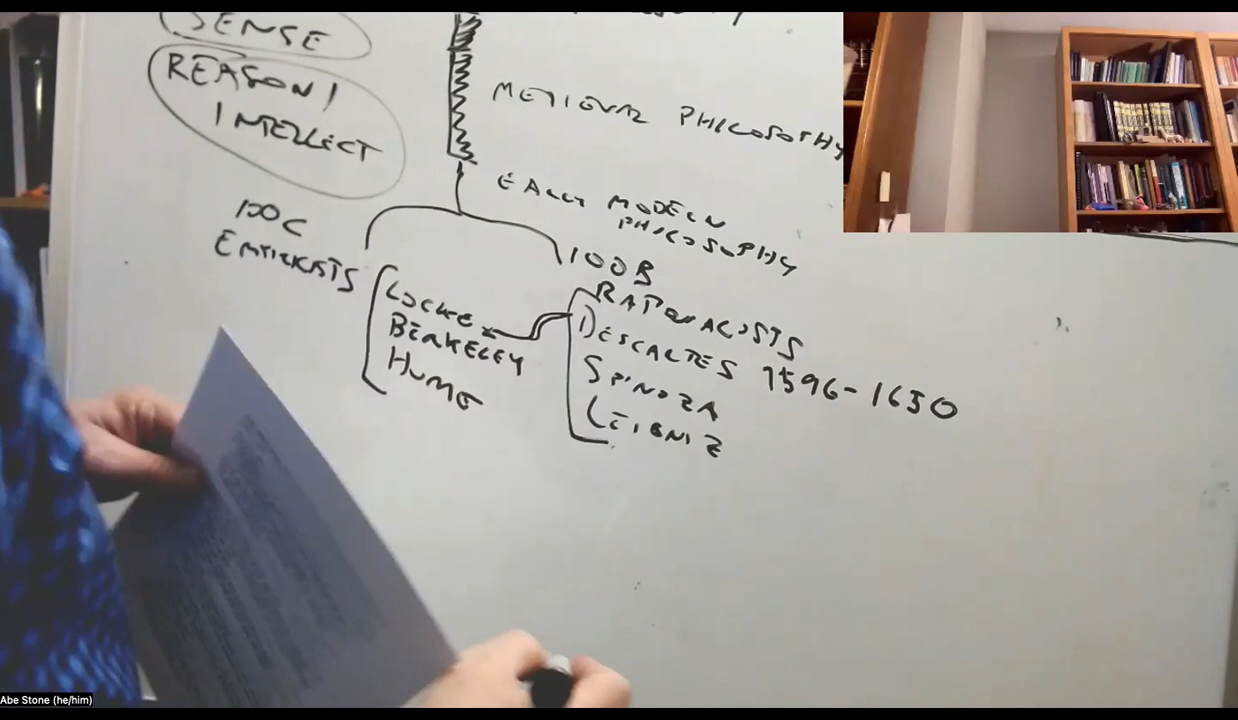 SENSE
REASON/
INTELLECT
MEDIEVAL PHILOSOPHY
EARLY MODERN
PHILOSOPHY
100C
EMPIRICISTS
LOCKE
BERKELEY
HUME
100B
RATIONALISTS
DESCARTES 1596-1650
SPINOZA
LEIBNIZ
Abe Stone (he/him)